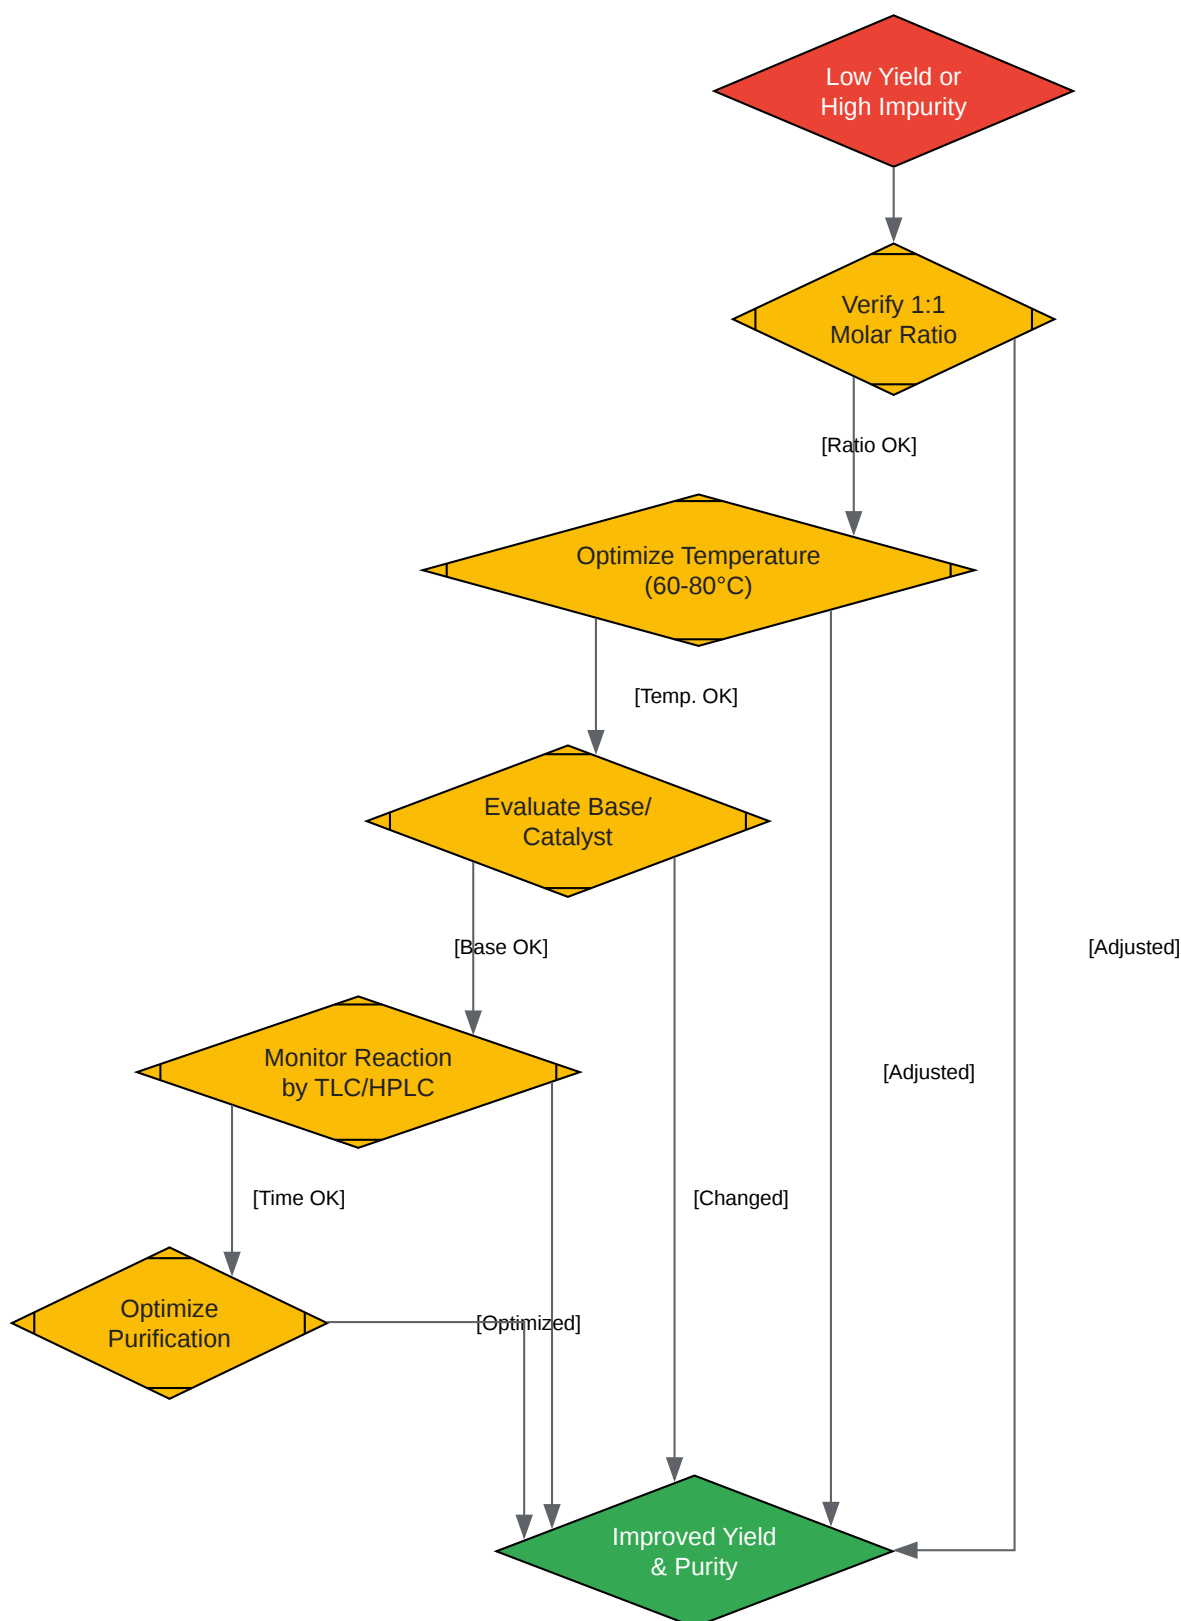 Low Yield or
High Impurity
Verify 1:1
Molar Ratio
[Ratio OK]
Optimize Temperature
(60-80°C)
[Temp. OK]
Evaluate Base/
Catalyst
[Base OK]
[Adjusted]
Monitor Reaction
by TLC/HPLC
[Adjusted]
[Time OK]
[Changed]
Optimize
Purification
[Optimized]
Improved Yield
& Purity